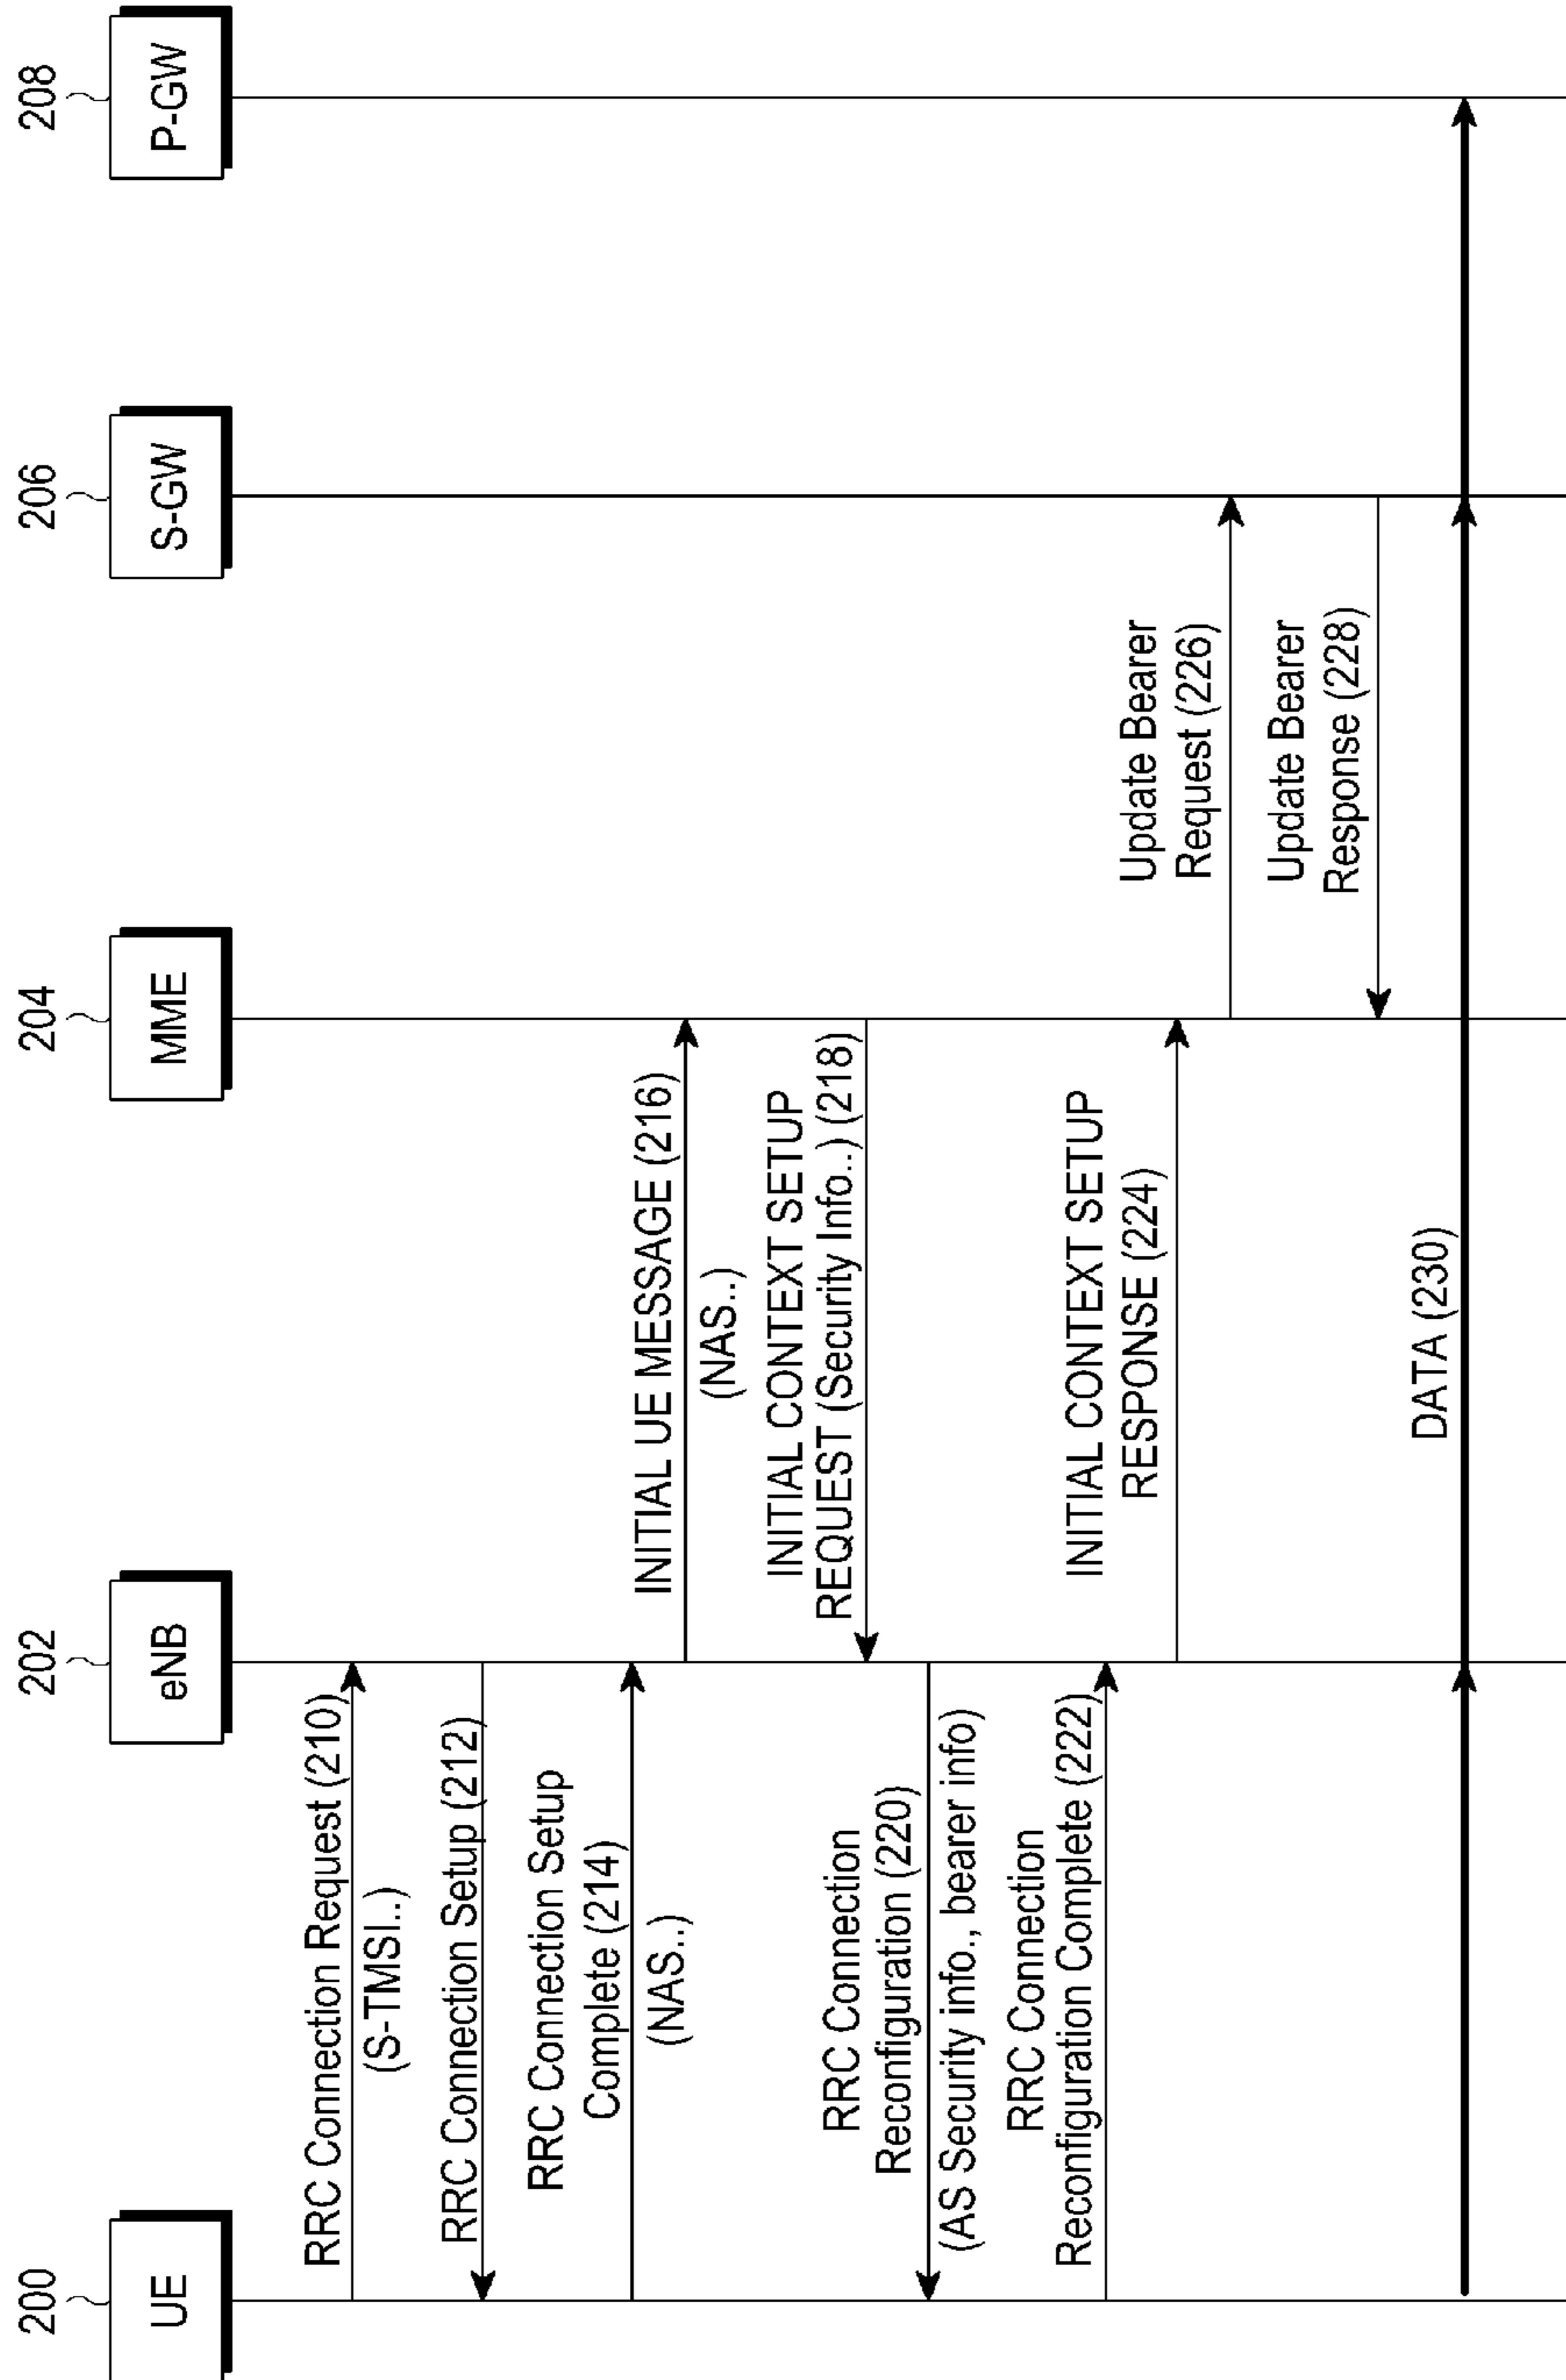 200
202
204
206
208
UE
eNB
MME
S-GW
P-GW
RRC Connection Request (210)
(S-TMSI..)
RRC Connection Setup (212)
RRC Connection Setup
Complete (214)
(NAS..)
INITIAL UE MESSAGE (216)
(NAS..)
INITIAL CONTEXT SETUP
REQUEST (Security Info..) (218)
RRC Connection
Reconfiguration (220)
(AS Security info., bearer info)
RRC Connection
Reconfiguration Complete (222)
INITIAL CONTEXT SETUP
RESPONSE (224)
Update Bearer
Request (226)
Update Bearer
Response (228)
DATA (230)